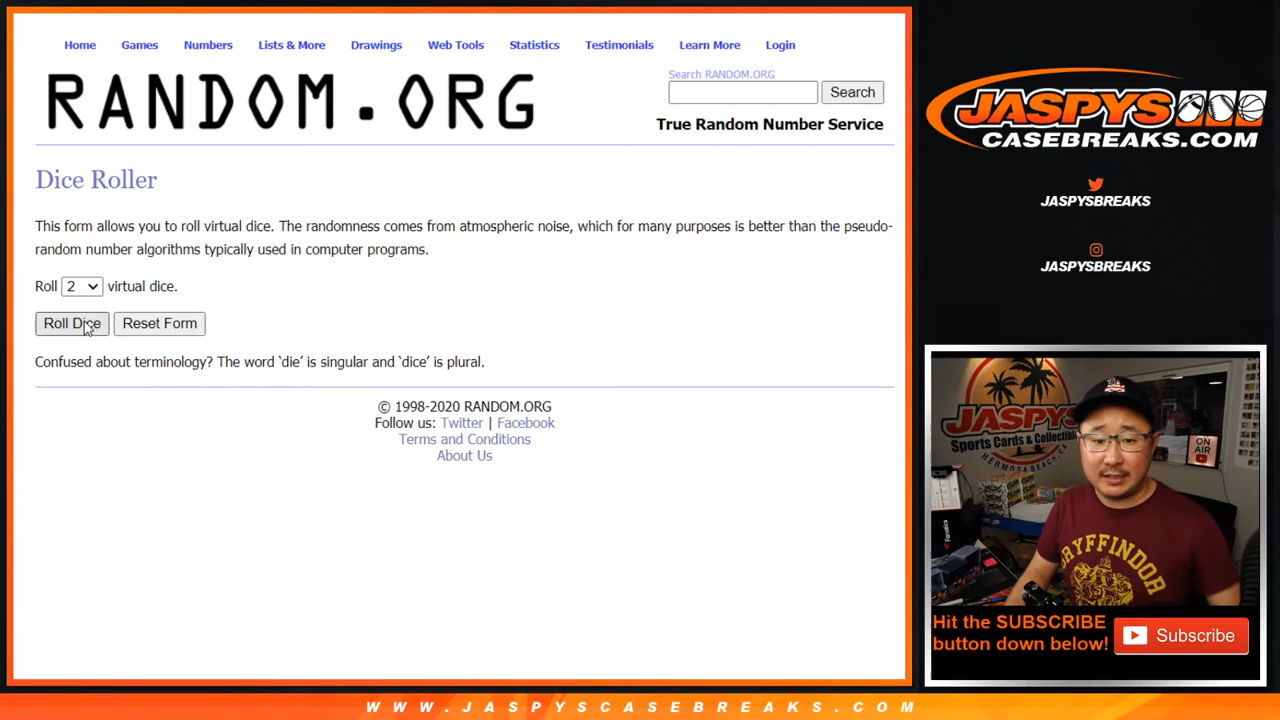 Home Games Numbers Lists & More Drawings Web Tools Statistics Testimonials Learn More Login
RANDOM.ORG
Search RANDOM.ORG
Search
True Random Number Service
Dice Roller
This form allows you to roll virtual dice. The randomness comes from atmospheric noise, which for many purposes is better than the pseudo-
random number algorithms typically used in computer programs.
Roll 2 virtual dice.
Roll Dice Reset Form
Confused about terminology? The word ‘die’ is singular and ‘dice’ is plural.
© 1998-2020 RANDOM.ORG
Follow us: Twitter | Facebook
Terms and Conditions
About Us
JASPYS
CASEBREAKS.COM
JASPYSBREAKS
JASPYSBREAKS
JASPYS
Sports Cards & Collectibl
HERMOSA BEACH, C
ON
AIR
Fanatics
GRYFFINDOR
Hit the SUBSCRIBE
button down below!
Subscribe
WWW.JASPYSCASEBREAKS.COM